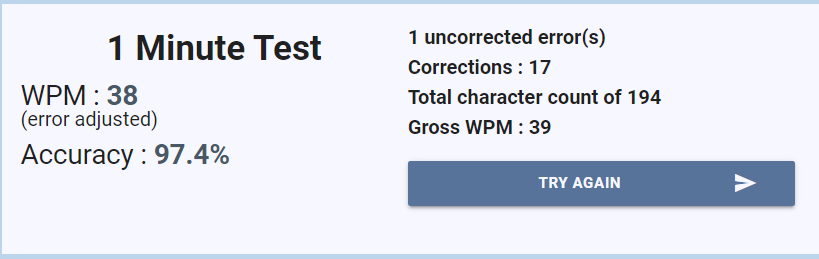 1 Minute Test
WPM : 38
(error adjusted)
Accuracy : 97.4%
1 uncorrected error(s)
Corrections : 17
Total character count of 194
Gross WPM : 39
TRY AGAIN